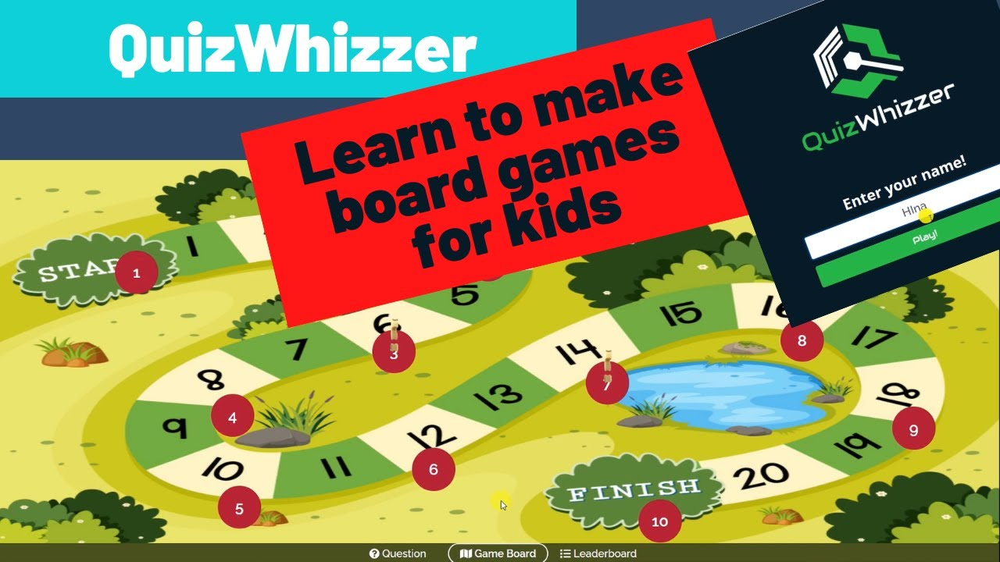 QuizWhizzer
Learn to make
board games
for kids
QuizWhizzer
Enter your name!
HIna
Play!
START
1
1
5
6
3
7
8
4
9
10
5
11
12
6
13
14
7
15
16
8
17
18
9
19
20
FINISH
10
Question
Game Board
Leaderboard